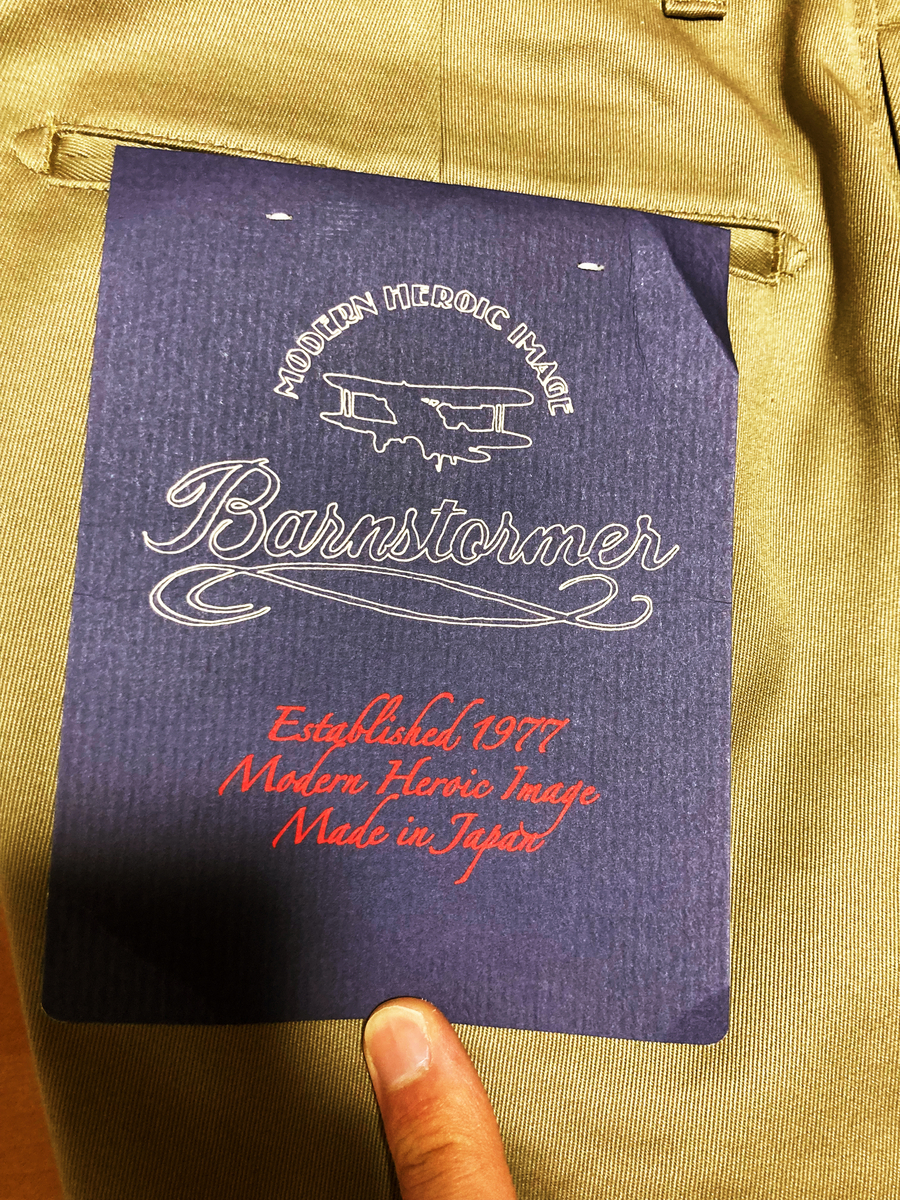 MODERN HEROIC IMAGE
Barnstormer
Established 1977
Modern Heroic Image
Made in Japan